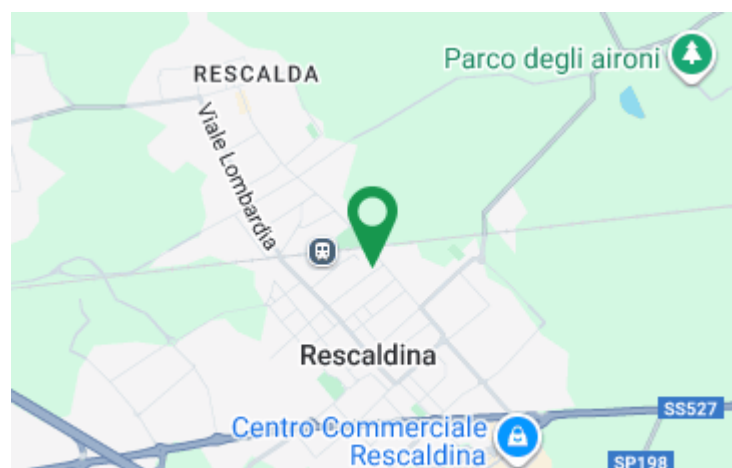 Parco degli aironi
RESCALDA
Viale Lombardia
Rescaldina
SS527
Centro Commerciale
Rescaldina
SP198